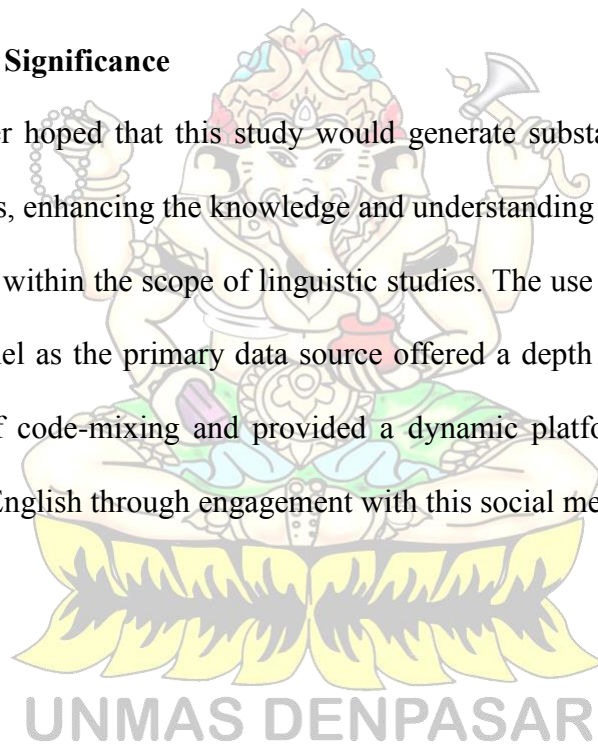 Significance
er hoped that this study would generate substa
s, enhancing the knowledge and understanding
within the scope of linguistic studies. The use
el as the primary data source offered a depth
f code-mixing and provided a dynamic platfo
English through engagement with this social me
UNMAS DENPASAR